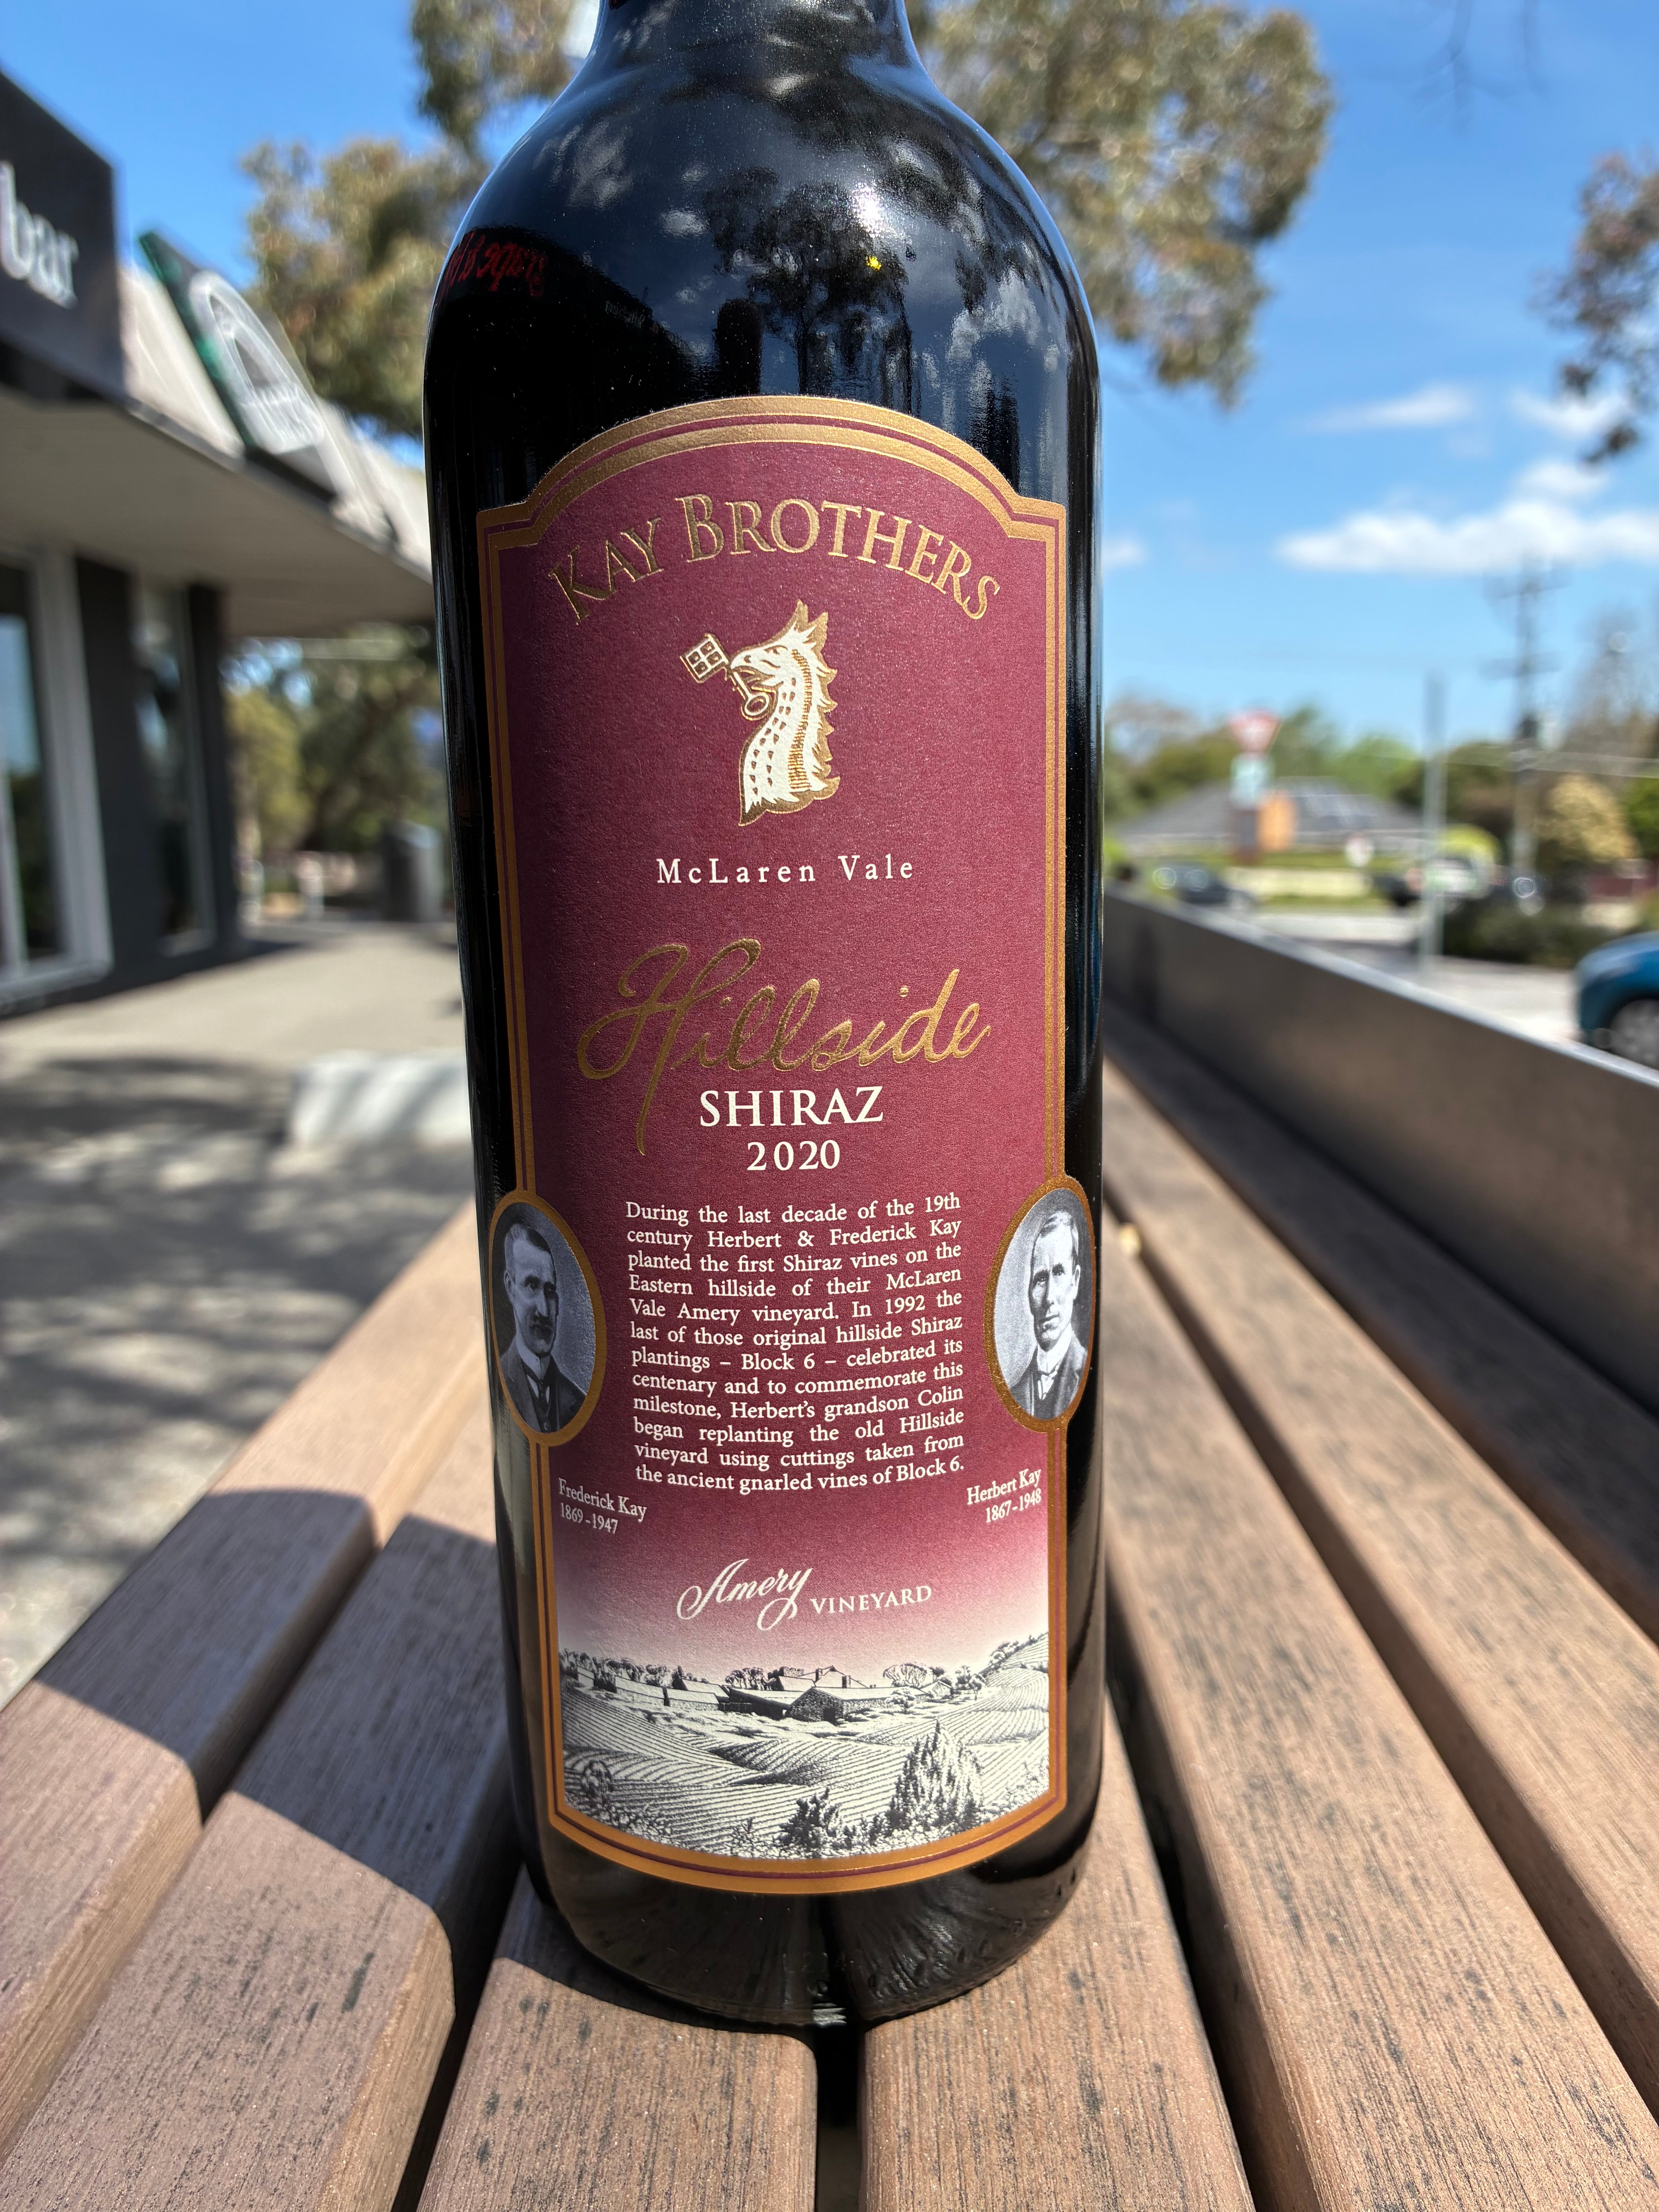 bar
KAY BROTHERS
McLaren Vale
Hillside
SHIRAZ
2020
During the last decade of the 19th
century Herbert & Frederick Kay
planted the first Shiraz vines on the
Eastern hillside of their McLaren
Vale Amery vineyard. In 1992 the
last of those original hillside Shiraz
plantings – Block 6 – celebrated its
centenary and to commemorate this
milestone, Herbert's grandson Colin
began replanting the old Hillside
vineyard using cuttings taken from
the ancient gnarled vines of Block 6.
Frederick Kay
1869-1947
Herbert Kay
1867-1948
Amery VINEYARD